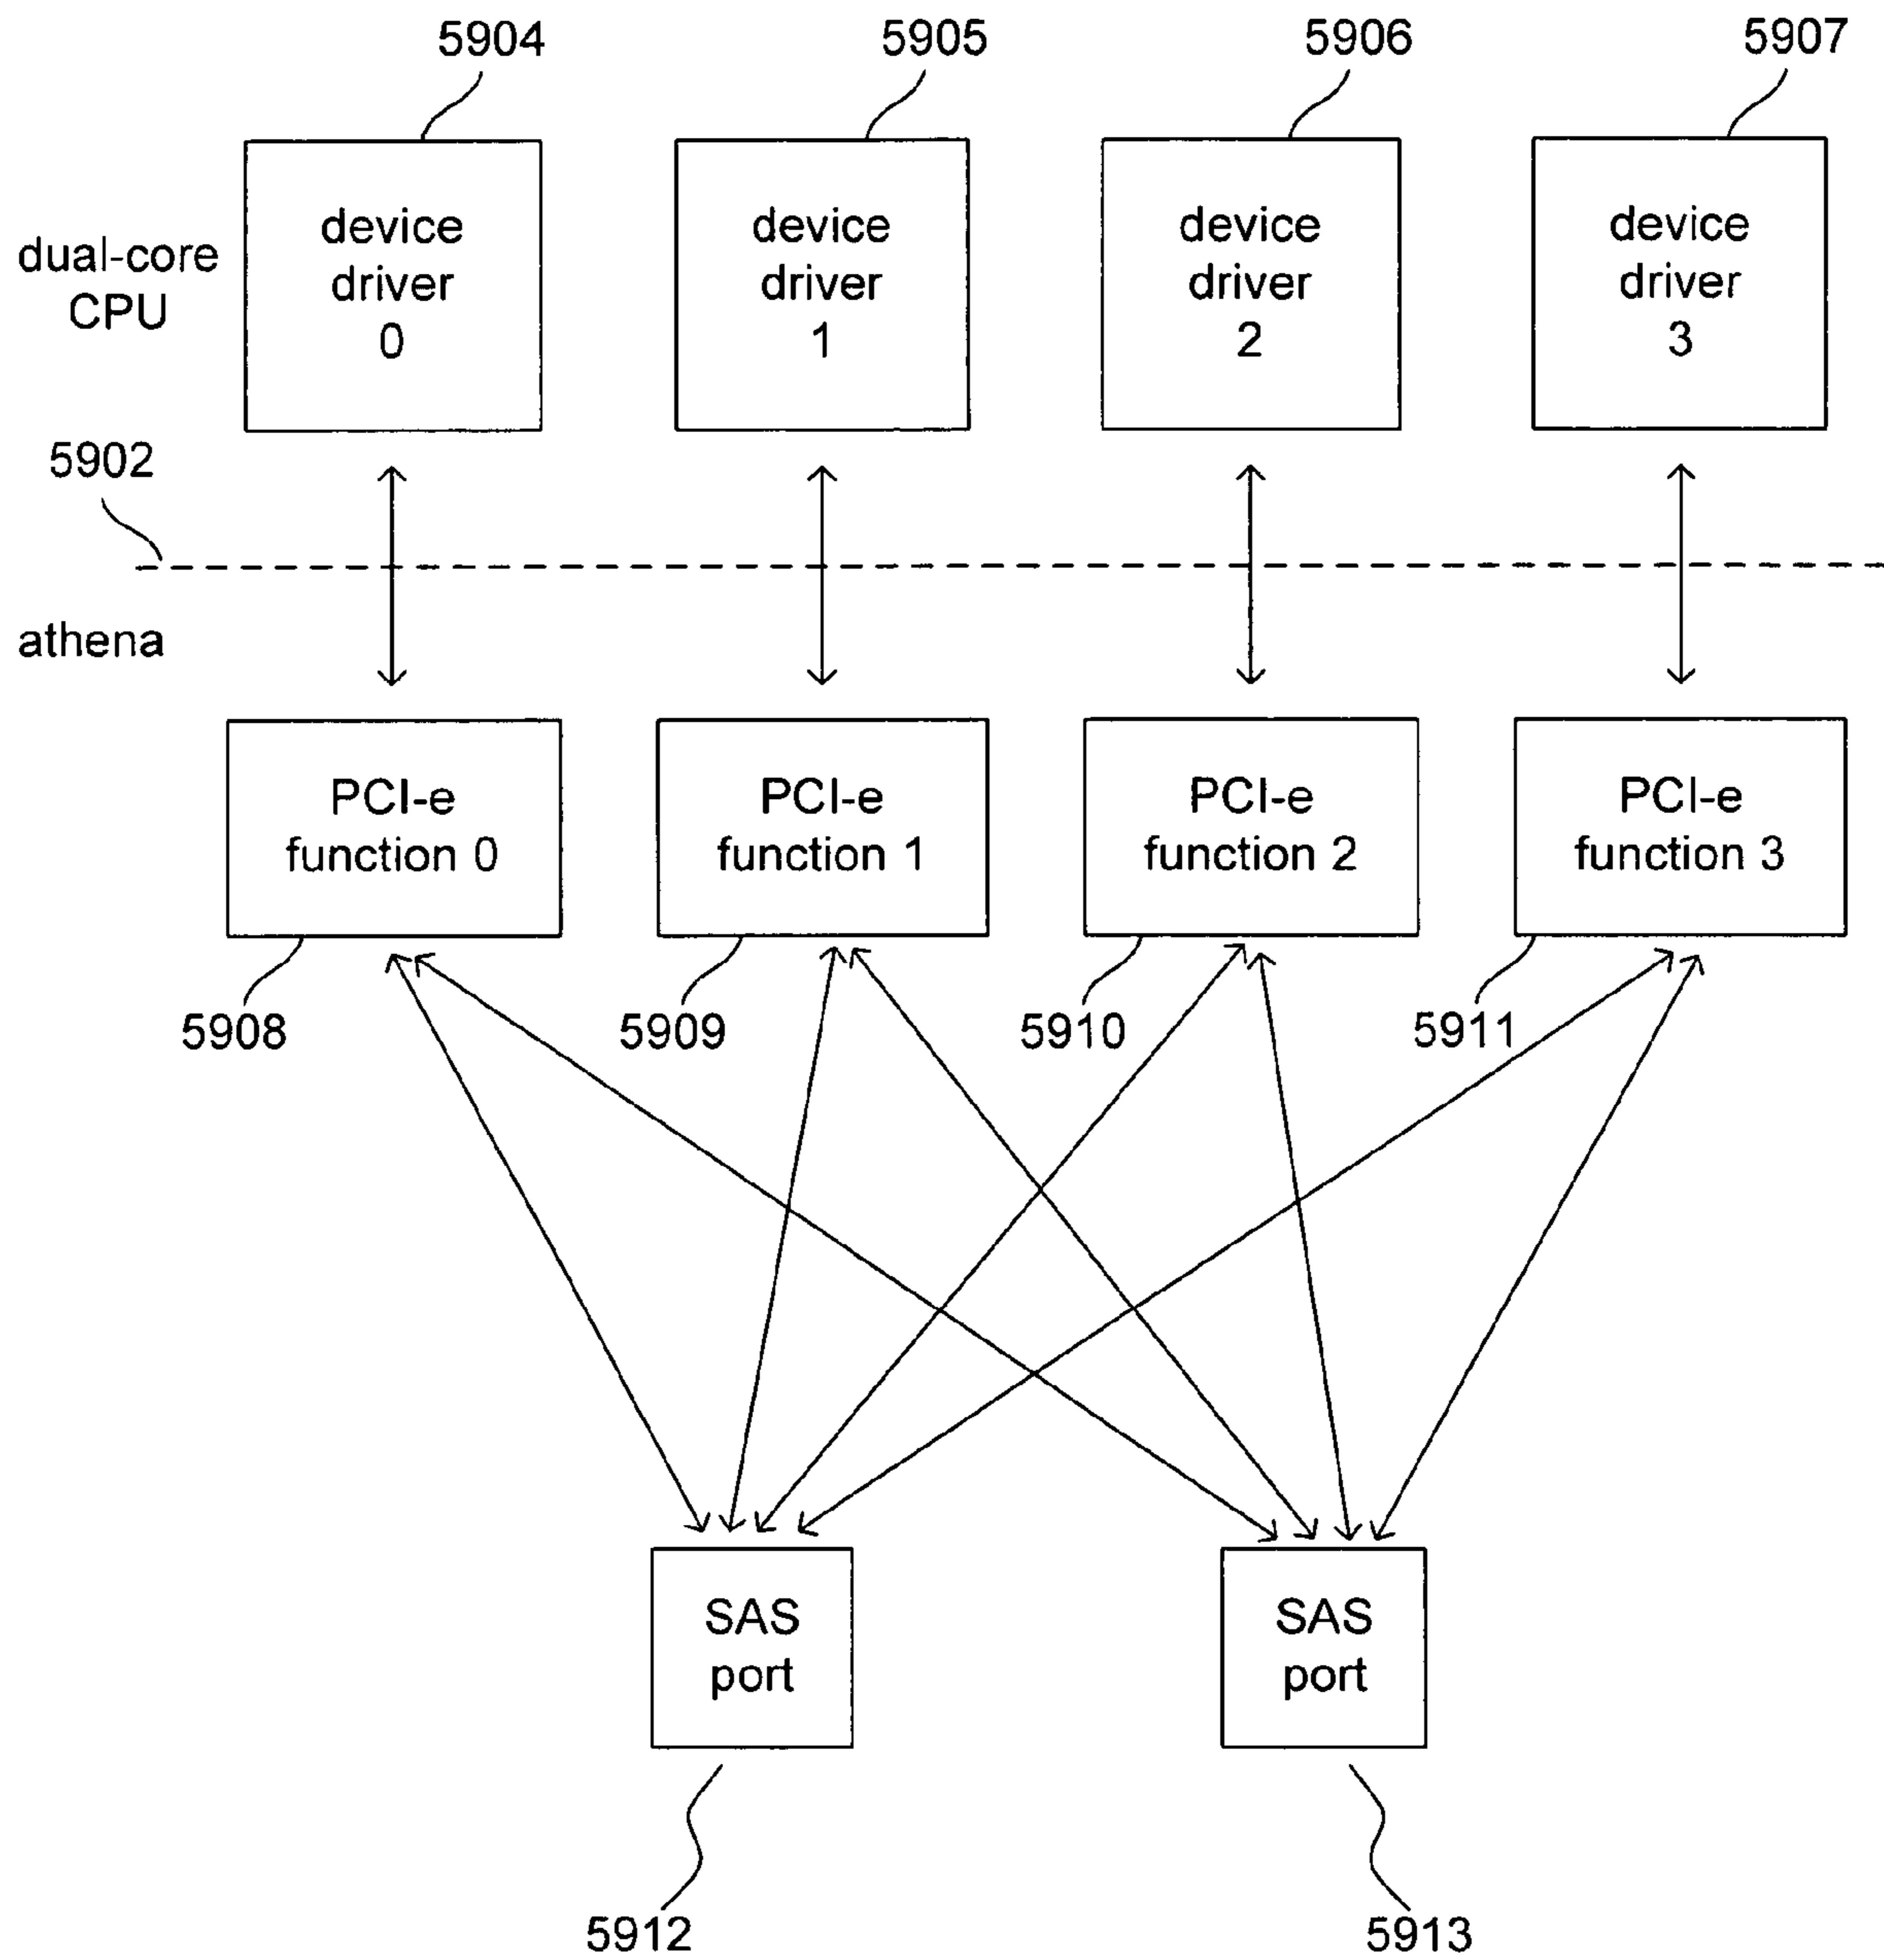 5904
5905
5906
5907
dual-core
CPU
device
driver
0
device
driver
1
device
driver
2
device
driver
3
5902
athena
PCI-e
function 0
PCI-e
function 1
PCI-e
function 2
PCI-e
function 3
5908
5909
5910
5911
SAS
port
SAS
port
5912
5913